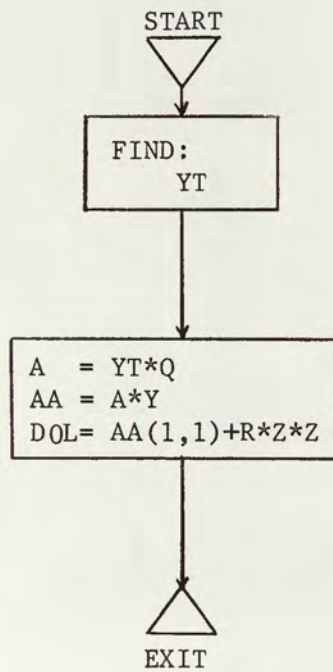 START
FIND:
YT
A = YT*Q
AA = A*Y
DOL= AA(1,1)+R*Z*Z
EXIT